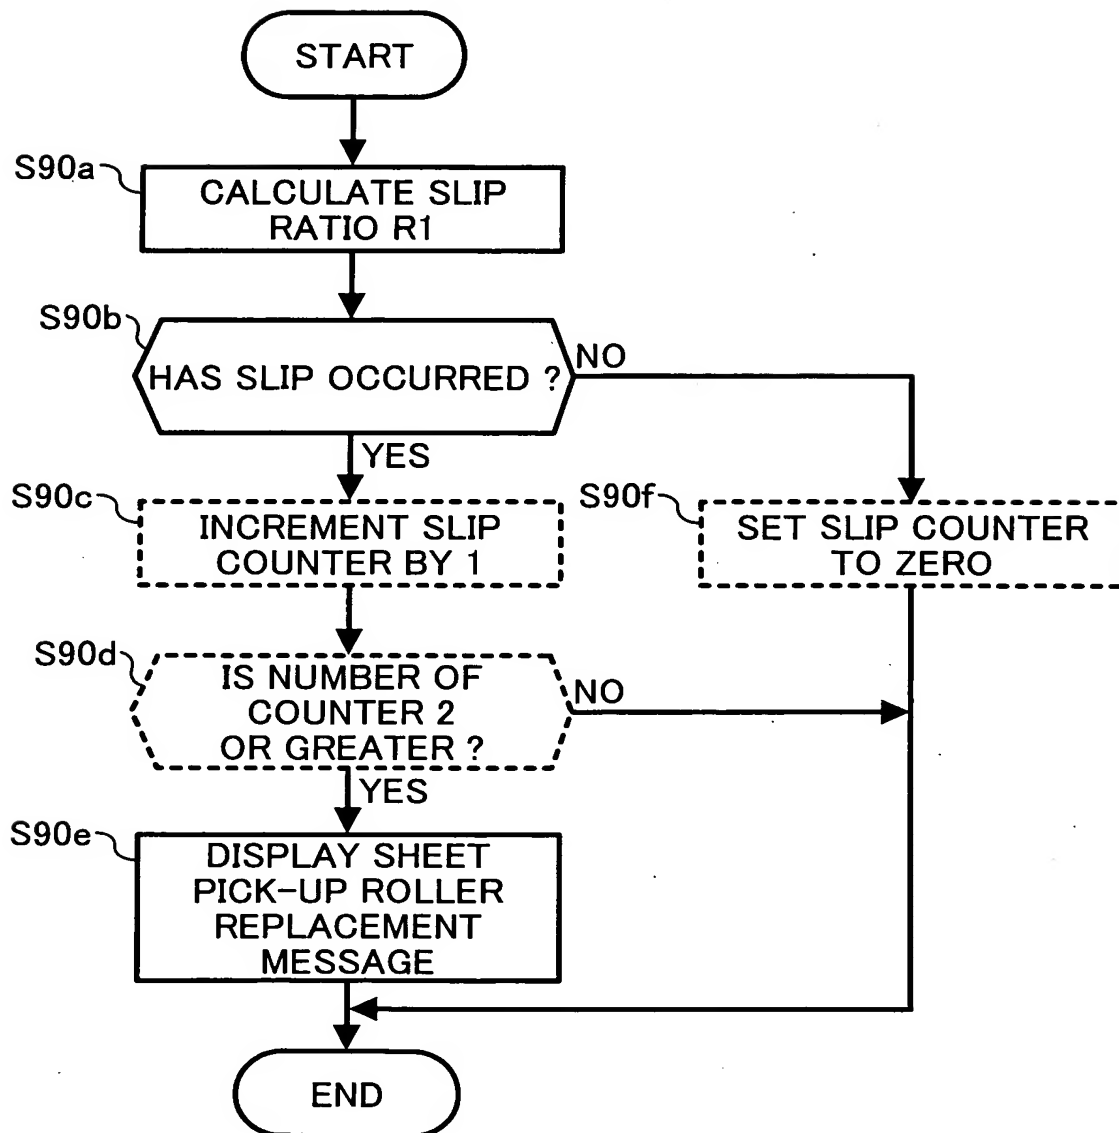 START
S90a
CALCULATE SLIP
RATIO R1
S90b
HAS SLIP OCCURRED ?
NO
YES
S90c
INCREMENT SLIP
COUNTER BY 1
S90f
SET SLIP COUNTER
TO ZERO
S90d
IS NUMBER OF
COUNTER 2
OR GREATER ?
NO
YES
S90e
DISPLAY SHEET
PICK-UP ROLLER
REPLACEMENT
MESSAGE
END